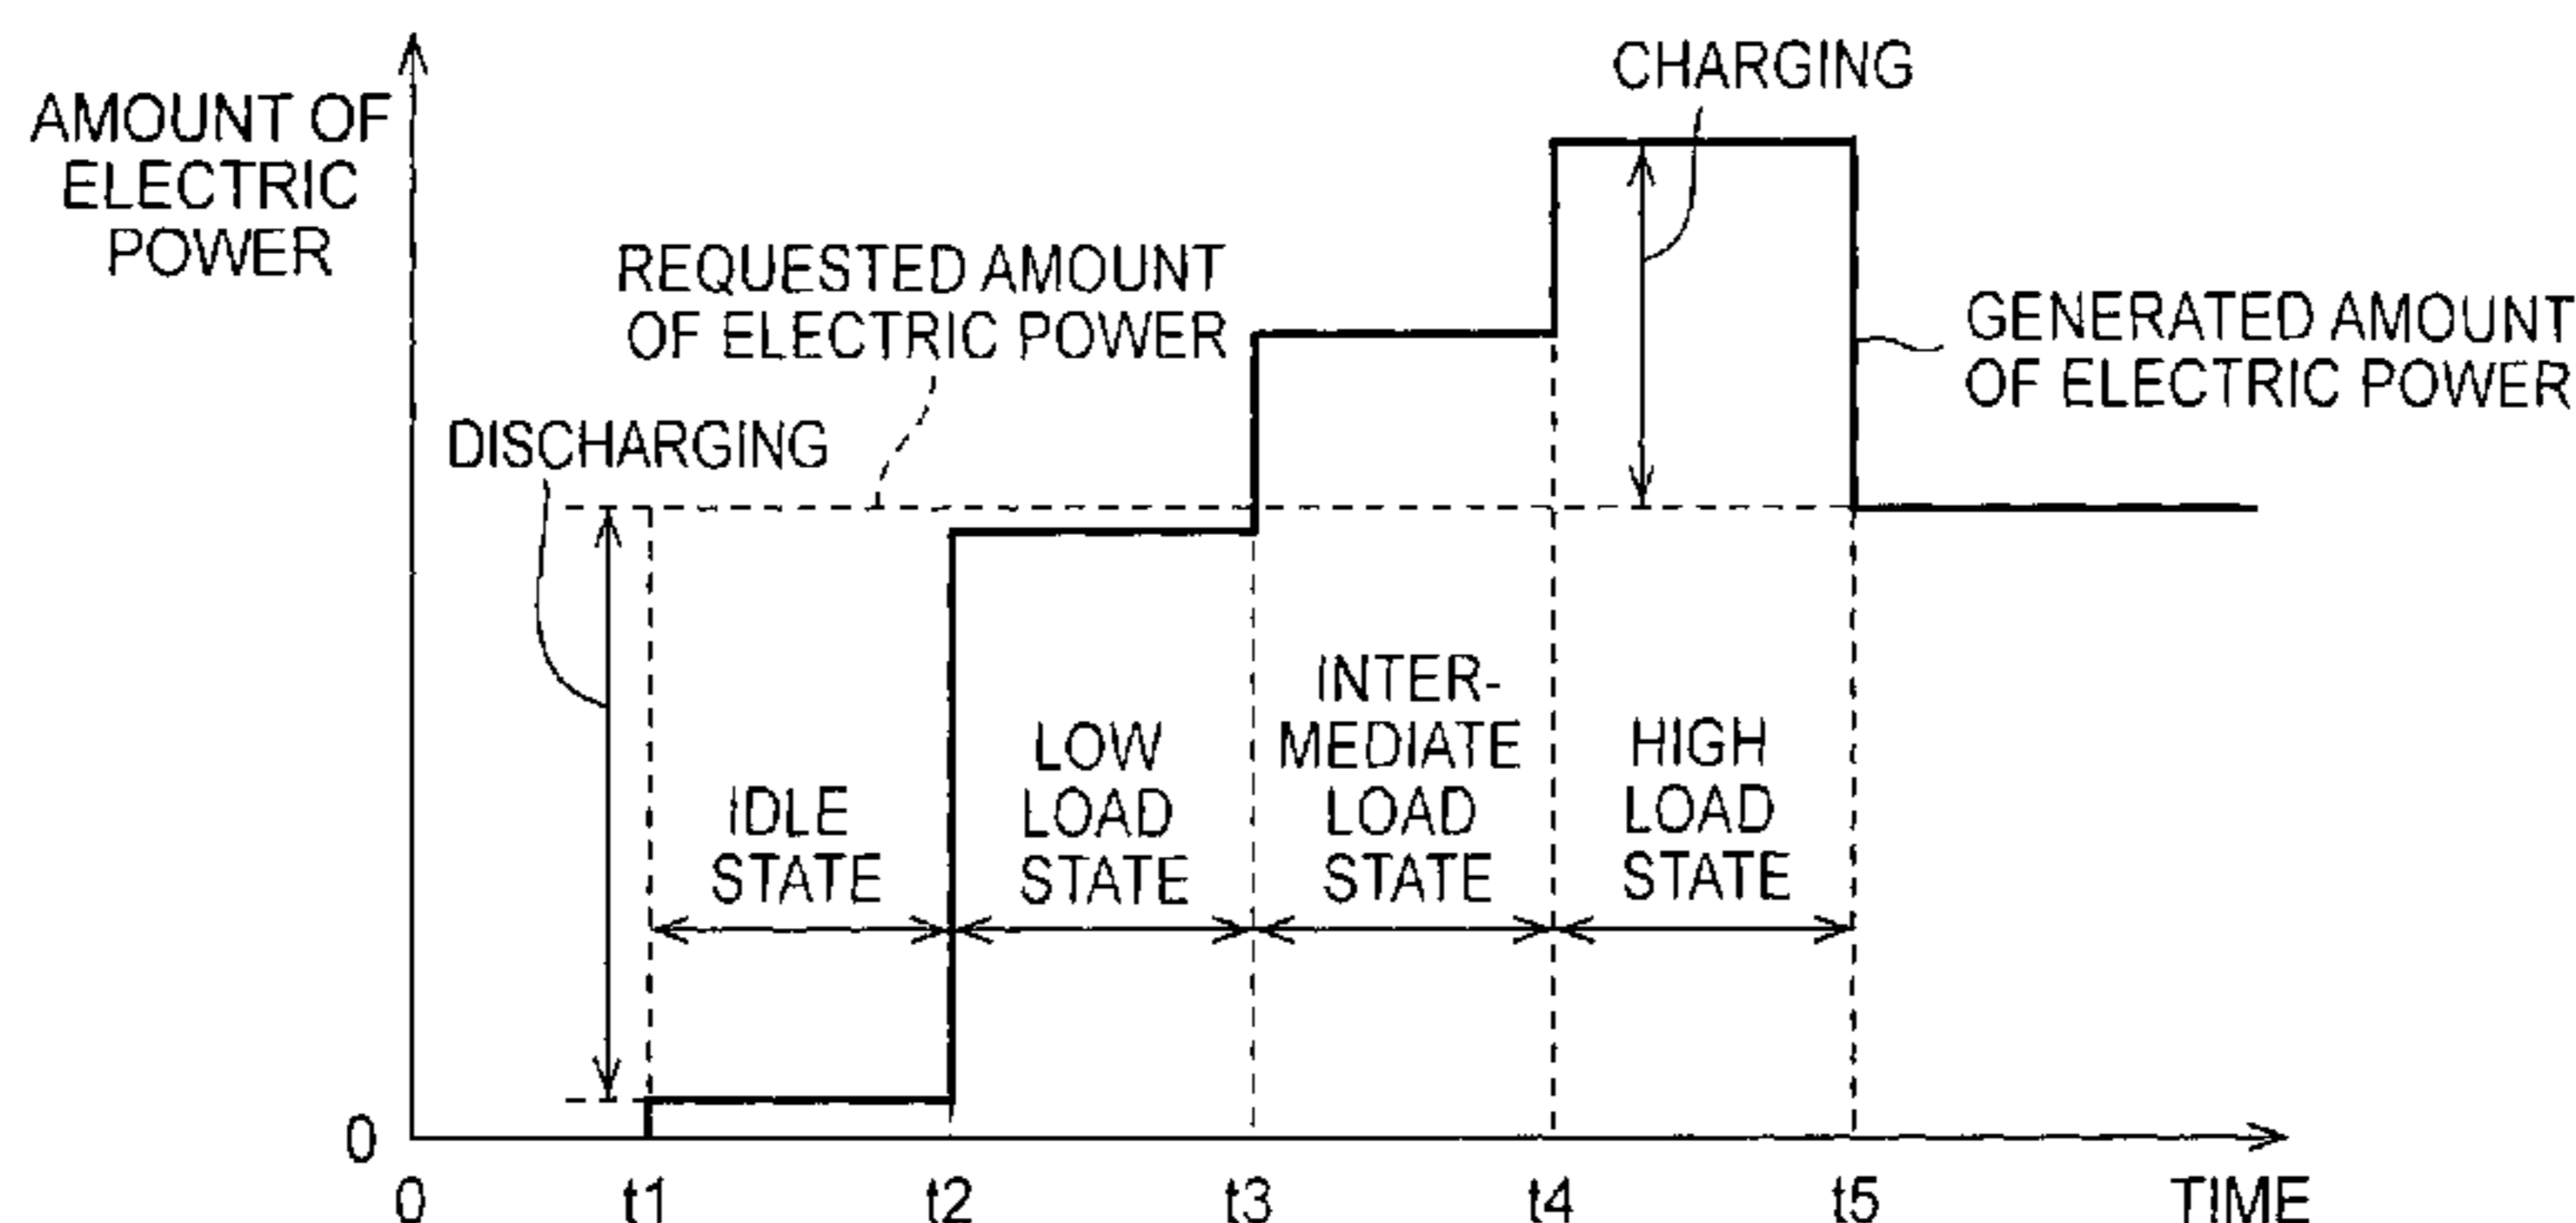 AMOUNT OF
ELECTRIC
POWER
CHARGING
REQUESTED AMOUNT
OF ELECTRIC POWER
GENERATED AMOUNT
OF ELECTRIC POWER
DISCHARGING
IDLE
STATE
LOW
LOAD
STATE
INTER-
MEDIATE
LOAD
STATE
HIGH
LOAD
STATE
0
0
t1
t2
t3
t4
t5
TIME